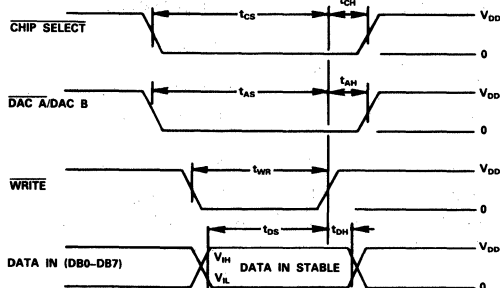 tCS tCH
CHIP SELECT VDD
0
tAS tAH
DAC A/DAC B VDD
0
tWR
WRITE VDD
0
tDS tDH
DATA IN (DB0–DB7) VIH DATA IN STABLE VDD
VIL 0